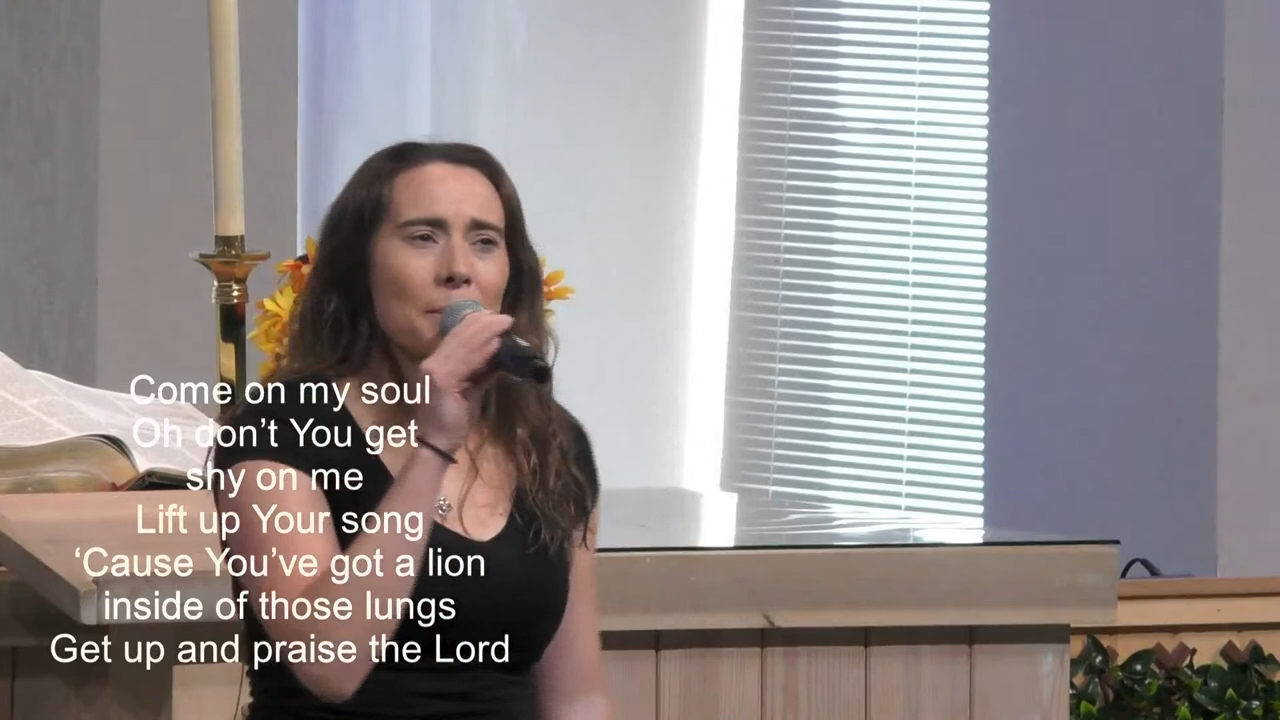 Come on my soul
Oh don’t You get
shy on me
Lift up Your song
‘Cause You’ve got a lion
inside of those lungs
Get up and praise the Lord